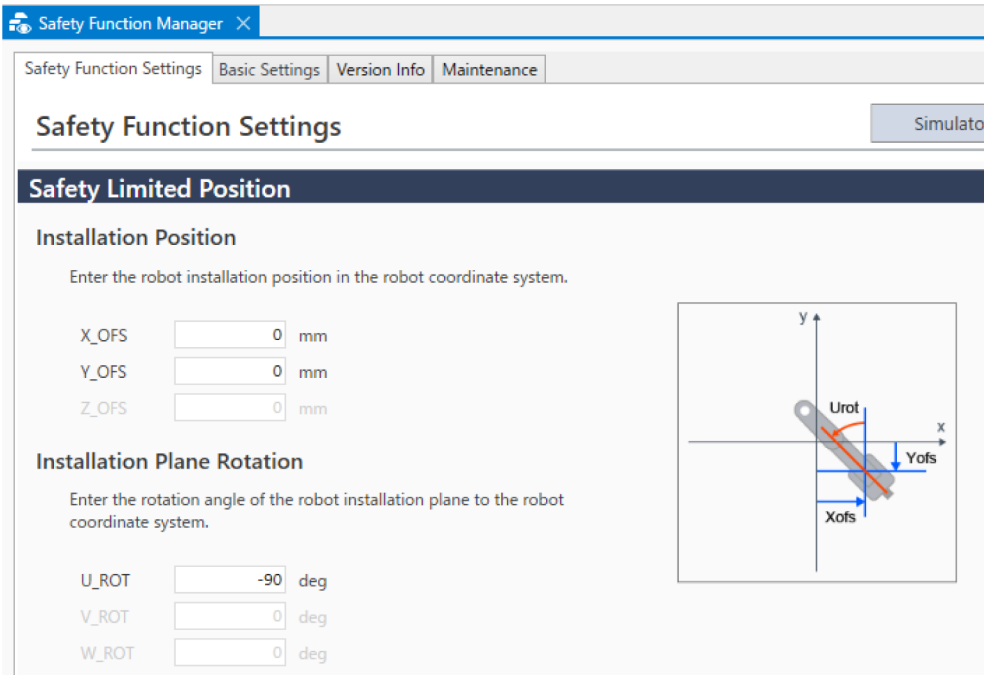 Safety Function Manager
Safety Function Settings Basic Settings Version Info Maintenance
Safety Function Settings
Simulato
Safety Limited Position
Installation Position
Enter the robot installation position in the robot coordinate system.
X_OFS 0 mm
Y_OFS 0 mm
Z_OFS 0 mm
Installation Plane Rotation
Enter the rotation angle of the robot installation plane to the robot
coordinate system.
U_ROT -90 deg
V_ROT 0 deg
W_ROT 0 deg
y
Urot
x
Yofs
Xofs